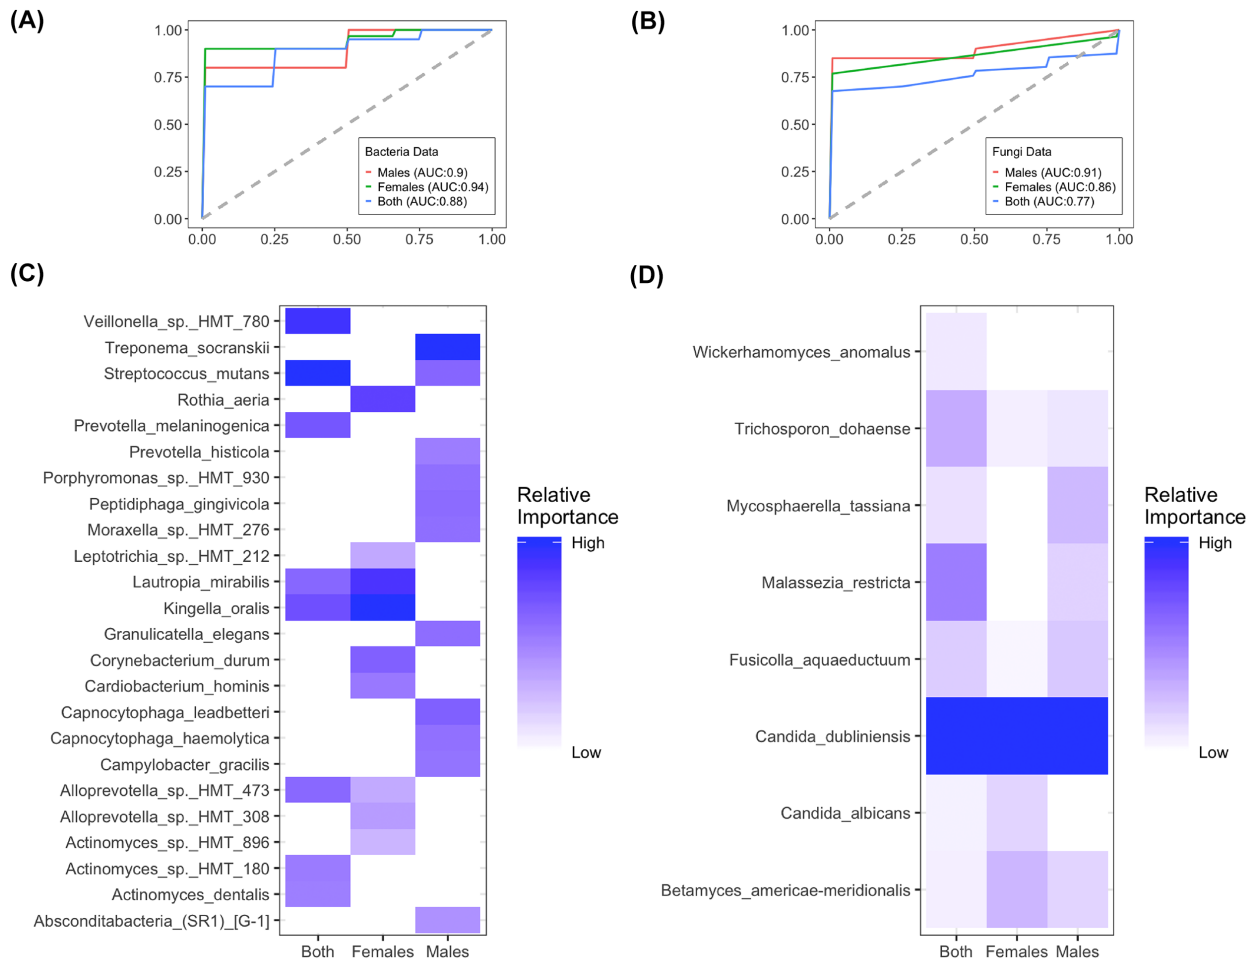 (A)
1.00
0.75
0.50
0.25
0.00
Bacteria Data
Males (AUC:0.9)
Females (AUC:0.94)
Both (AUC:0.88)
0.00 0.25 0.50 0.75 1.00
(B)
1.00
0.75
0.50
0.25
0.00
Fungi Data
Males (AUC:0.91)
Females (AUC:0.86)
Both (AUC:0.77)
0.00 0.25 0.50 0.75 1.00
(C)
Veillonella_sp._HMT_780
Treponema_socranskii
Streptococcus_mutans
Rothia_aeria
Prevotella_melaninogenica
Prevotella_histicola
Porphyromonas_sp._HMT_930
Peptidiphaga_gingivicola
Moraxella_sp._HMT_276
Leptotrichia_sp._HMT_212
Lautropia_mirabilis
Kingella_oralis
Granulicatella_elegans
Corynebacterium_durum
Cardiobacterium_hominis
Capnocytophaga_leadbetteri
Capnocytophaga_haemolytica
Campylobacter_gracilis
Alloprevotella_sp._HMT_473
Alloprevotella_sp._HMT_308
Actinomyces_sp._HMT_896
Actinomyces_sp._HMT_180
Actinomyces_dentalis
Absconditabacteria_(SR1)_[G-1]
Both Females Males
Relative
Importance
High
Low
(D)
Wickerhamomyces_anomalus
Trichosporon_dohaense
Mycosphaerella_tassiana
Malassezia_restricta
Fusicolla_aquaeductuum
Candida_dubliniensis
Candida_albicans
Betamyces_americae-meridionalis
Both Females Males
Relative
Importance
High
Low